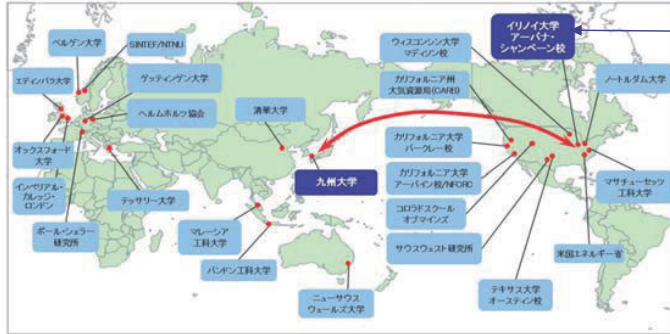 ベルゲン大学
SINTEF/NTNU
エディンバラ大学
ゲッティンゲン大学
ヘルムホルツ協会
清華大学
オックスフォード
大学
インペリアル・
カレッジ・
ロンドン
ポール・シェラー
研究所
テッサリー大学
九州大学
マレーシア
工科大学
バンドン工科大学
ニューサウス
ウェールズ大学
イリノイ大学
アーバナ・
シャンペーン校
ウィスコンシン大学
マディソン校
カリフォルニア州
大気資源局(CARB)
ノートルダム大学
カリフォルニア大学
バークレー校
カリフォルニア大学
アーバイン校/NFCRC
コロラドスクール
オブマインズ
サウスウェスト研究所
マサチューセッツ
工科大学
米国エネルギー省
テキサス大学
オースティン校